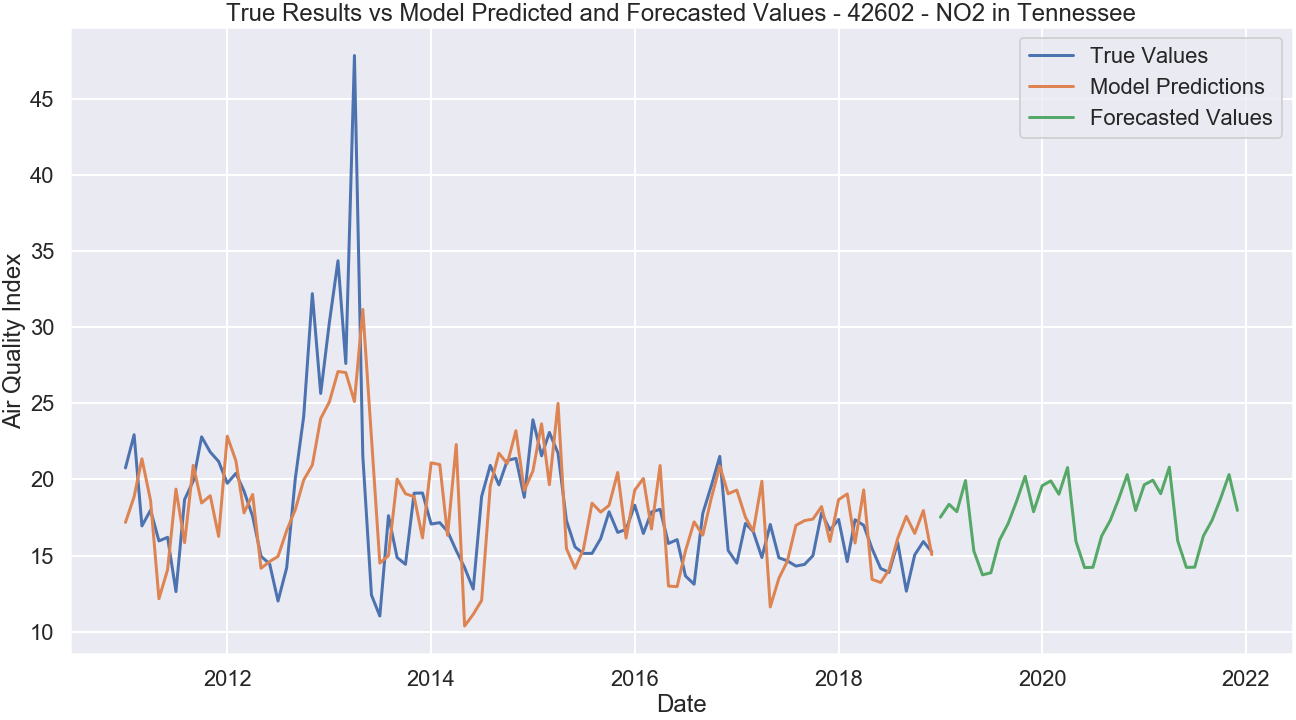 True Results vs Model Predicted and Forecasted Values - 42602 - NO2 in Tennessee
True Values
Model Predictions
Forecasted Values
Air Quality Index
45
40
35
30
25
20
15
10
2012 2014 2016 2018 2020 2022
Date